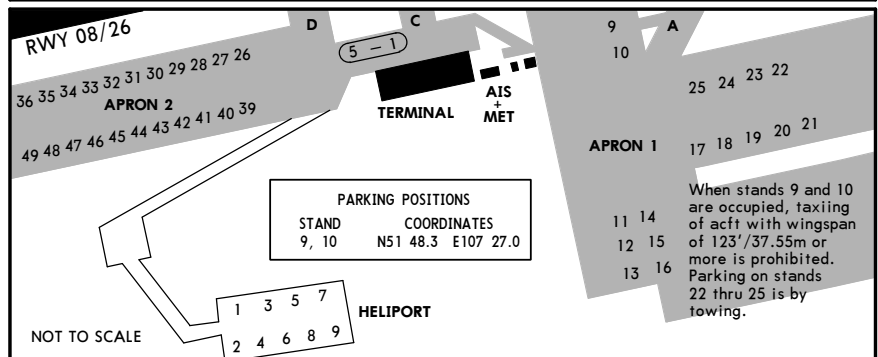 RWY 08/26
D
C
5 - 1
9
A
10
36 35 34 33 32 31 30 29 28 27 26
APRON 2
49 48 47 46 45 44 43 42 41 40 39
TERMINAL
AIS
+
MET
25 24 23 22
APRON 1
17 18 19 20 21
PARKING POSITIONS
STAND COORDINATES
9, 10 N51 48.3 E107 27.0
11 14
12 15
13 16
When stands 9 and 10
are occupied, taxiing
of acft with wingspan
of 123'/37.55m or
more is prohibited.
Parking on stands
22 thru 25 is by
towing.
1 3 5 7
HELIPORT
2 4 6 8 9
NOT TO SCALE